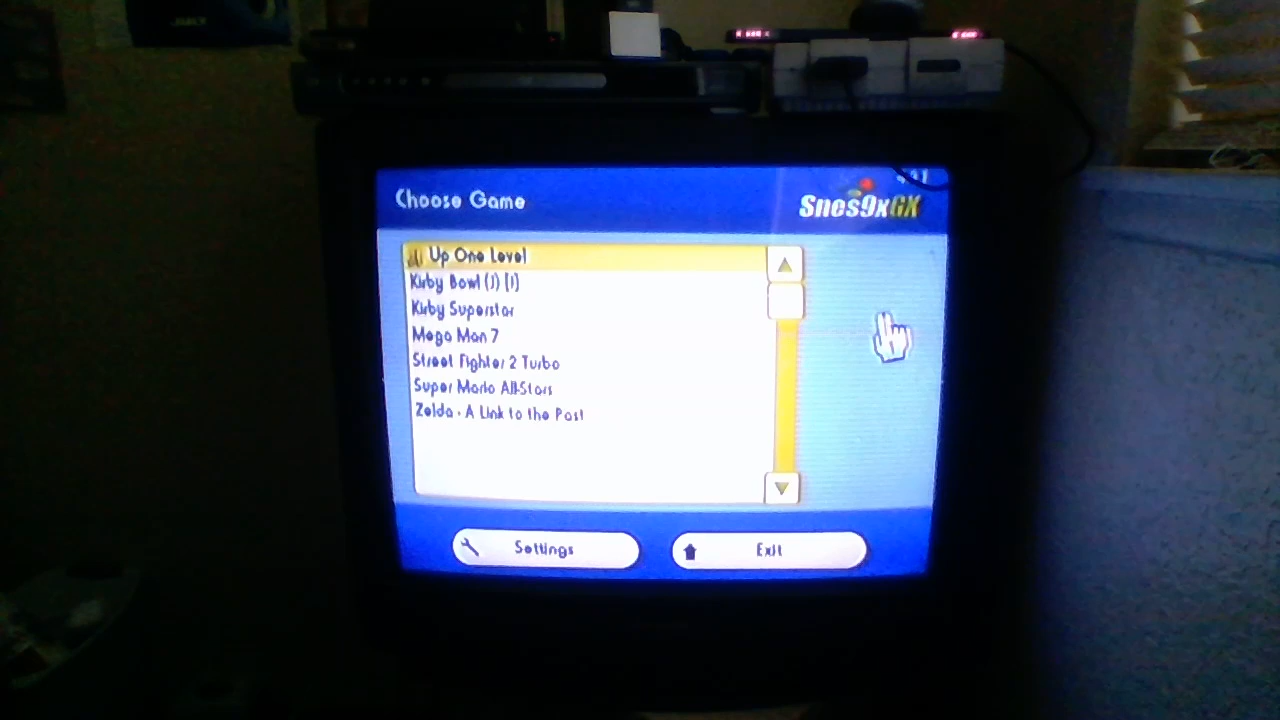 Choose Game
Snes9xGX
Up One Level
Kirby Bowl (J) [!]
Kirby Superstar
Mega Man 7
Street Fighter 2 Turbo
Super Mario All-Stars
Zelda - A Link to the Past
Settings
Exit